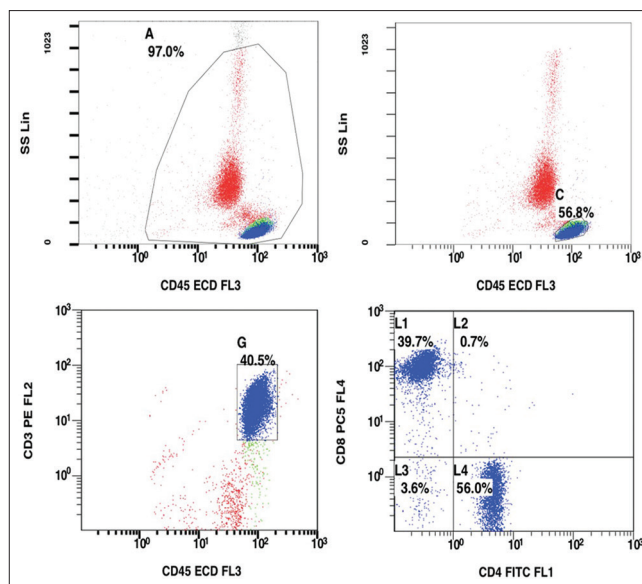 A
97.0%
1023
SS Lin
0
10⁰ 10¹ 10² 10³
CD45 ECD FL3
1023
SS Lin
0
C
56.8%
10⁰ 10¹ 10² 10³
CD45 ECD FL3
10³
10²
10¹
10⁰
CD3 PE FL2
G
40.5%
10⁰ 10¹ 10² 10³
CD45 ECD FL3
10³
10²
10¹
10⁰
CD8 PC5 FL4
L1 L2
39.7% 0.7%
L3 L4
3.6% 56.0%
10⁰ 10¹ 10² 10³
CD4 FITC FL1